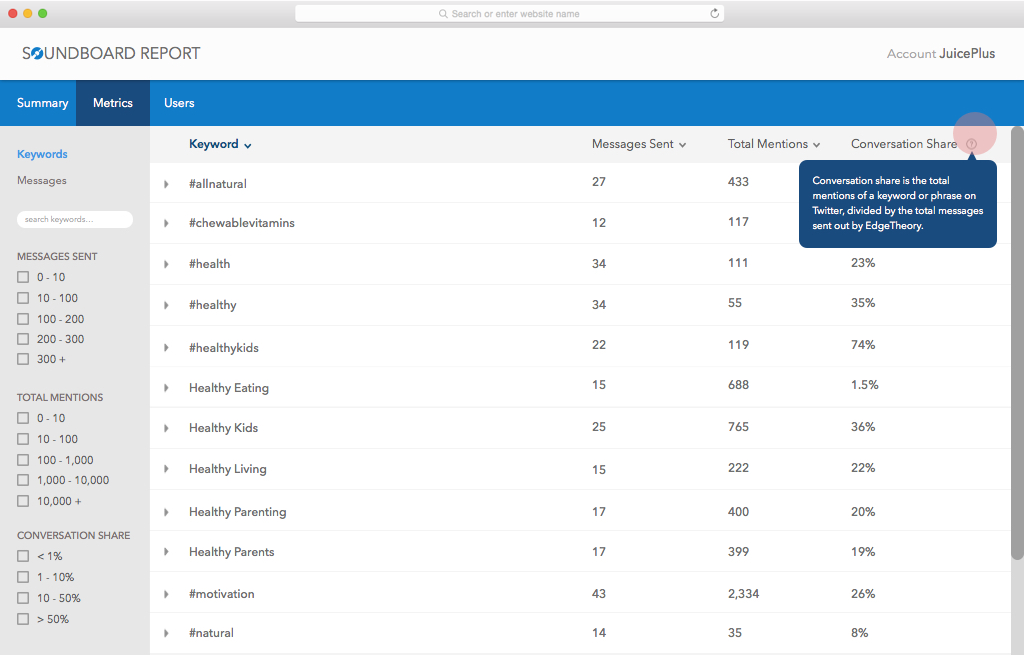 Search or enter website name
SOUNDBOARD REPORT
Account JuicePlus
Summary
Metrics
Users
Keywords
Messages
search keywords...
MESSAGES SENT
0 - 10
10 - 100
100 - 200
200 - 300
300 +
TOTAL MENTIONS
0 - 10
10 - 100
100 - 1,000
1,000 - 10,000
10,000 +
CONVERSATION SHARE
< 1%
1 - 10%
10 - 50%
> 50%
Keyword Messages Sent Total Mentions Conversation Share ?
Conversation share is the total
mentions of a keyword or phrase on
Twitter, divided by the total messages
sent out by EdgeTheory.
#allnatural 27 433
#chewablevitamins 12 117
#health 34 111 23%
#healthy 34 55 35%
#healthykids 22 119 74%
Healthy Eating 15 688 1.5%
Healthy Kids 25 765 36%
Healthy Living 15 222 22%
Healthy Parenting 17 400 20%
Healthy Parents 17 399 19%
#motivation 43 2,334 26%
#natural 14 35 8%